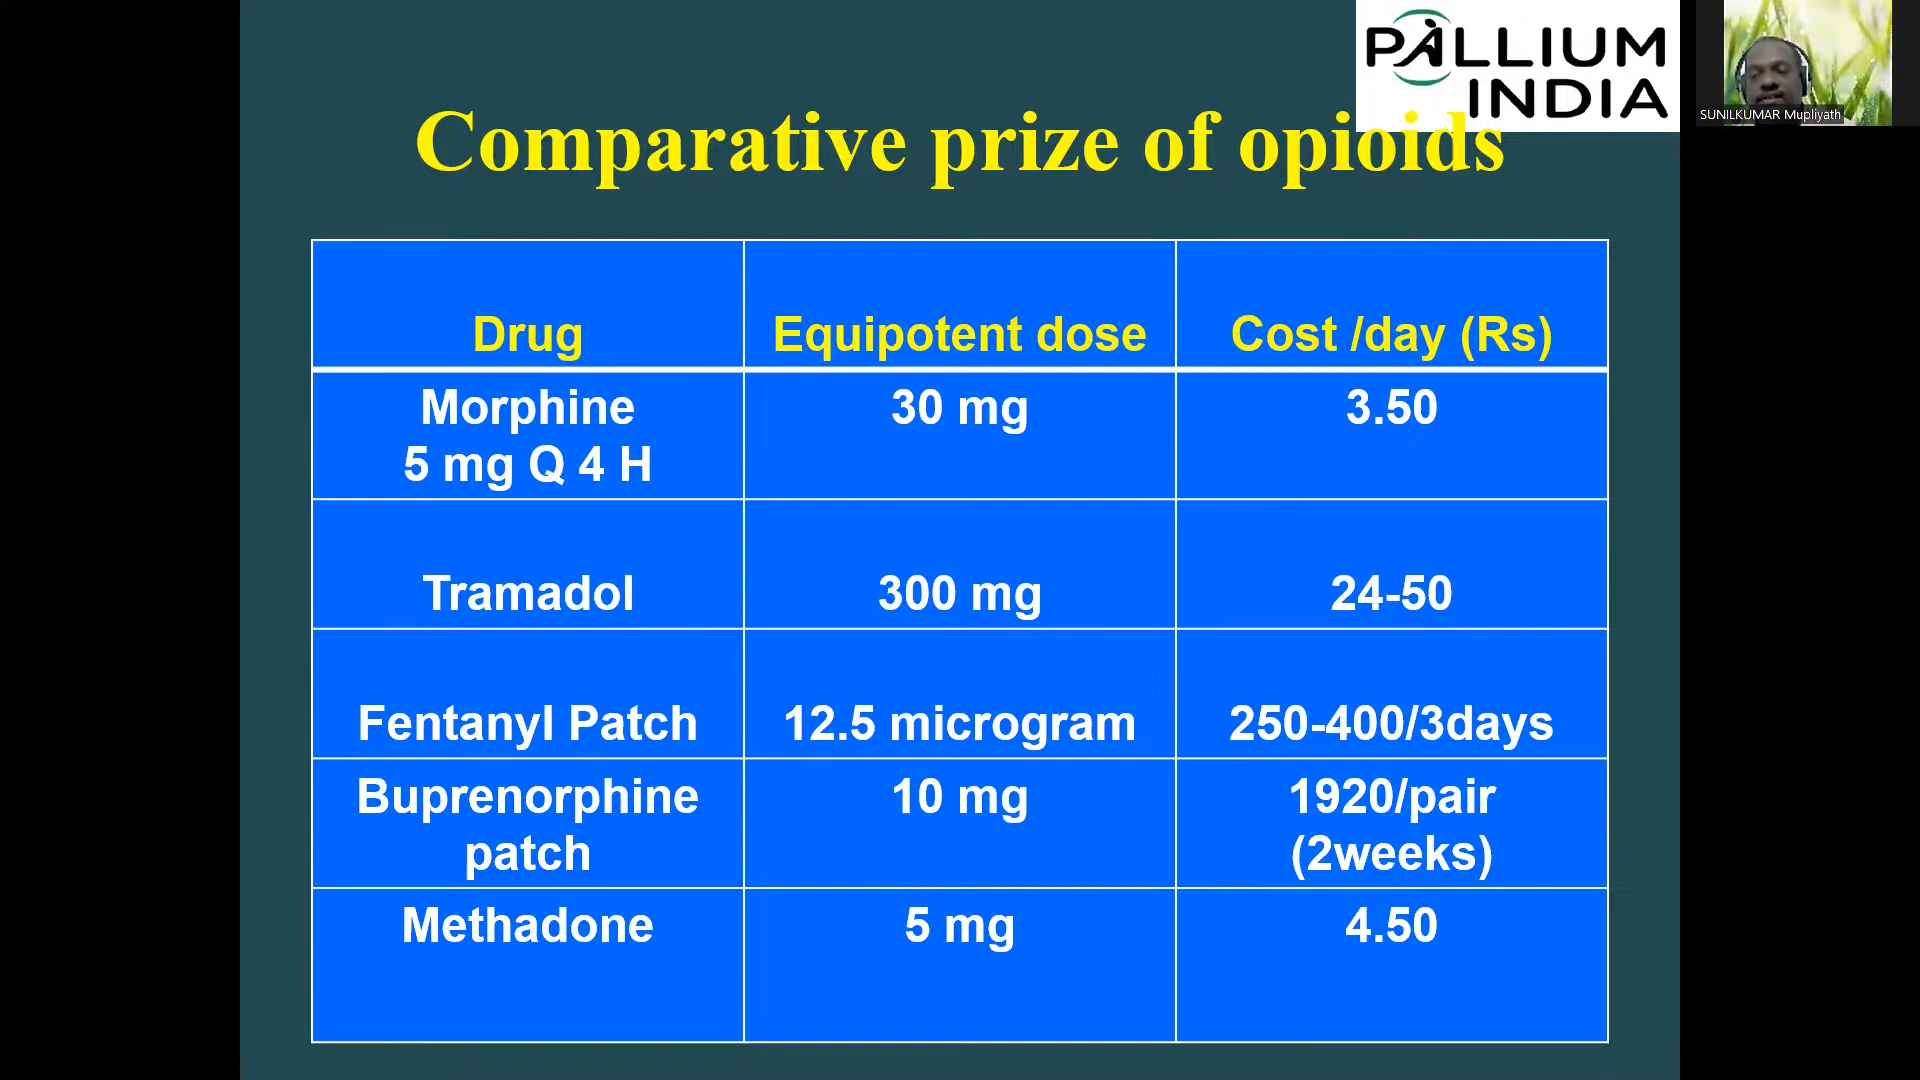 PALLIUM
INDIA
SUNILKUMAR Mupliyath
Comparative prize of opioids
Drug Equipotent dose Cost /day (Rs)
Morphine 30 mg 3.50
5 mg Q 4 H
Tramadol 300 mg 24-50
Fentanyl Patch 12.5 microgram 250-400/3days
Buprenorphine 10 mg 1920/pair
patch (2weeks)
Methadone 5 mg 4.50